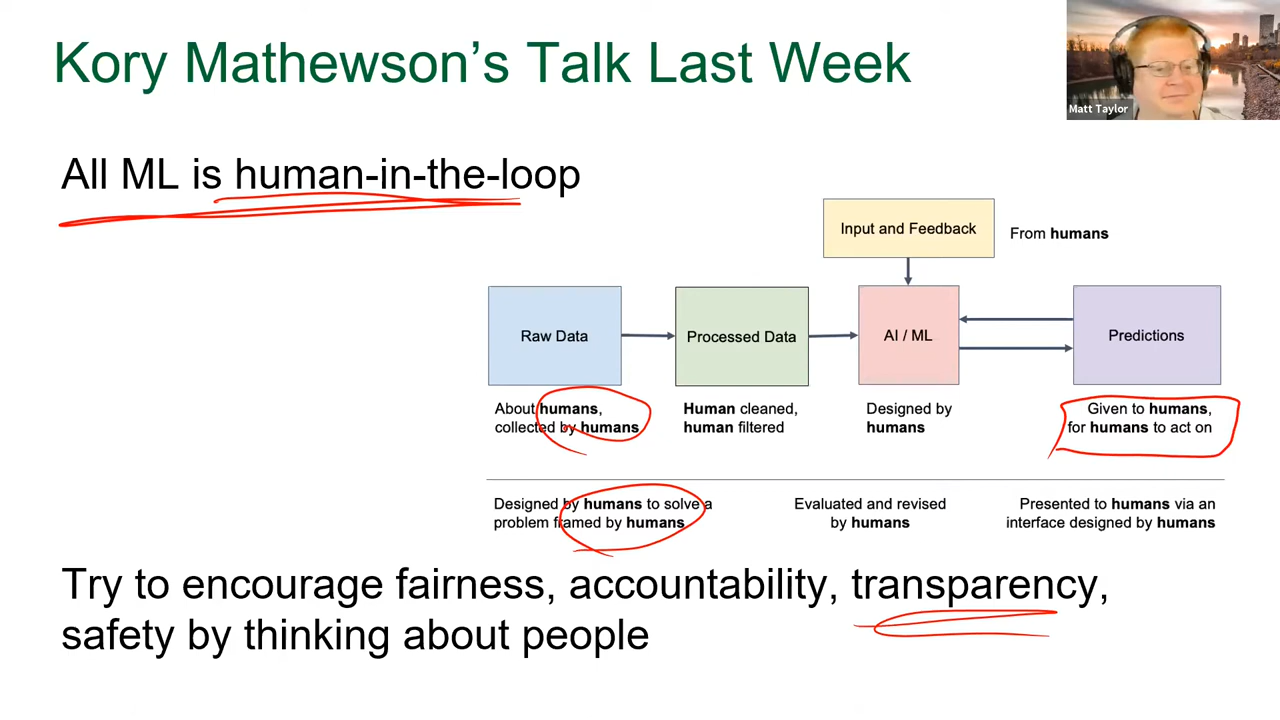 Kory Mathewson's Talk Last Week
Matt Taylor
All ML is human-in-the-loop
Input and Feedback
From humans
Raw Data
Processed Data
AI / ML
Predictions
About humans,
collected by humans
Human cleaned,
human filtered
Designed by
humans
Given to humans,
for humans to act on
Designed by humans to solve a
problem framed by humans
Evaluated and revised
by humans
Presented to humans via an
interface designed by humans
Try to encourage fairness, accountability, transparency,
safety by thinking about people